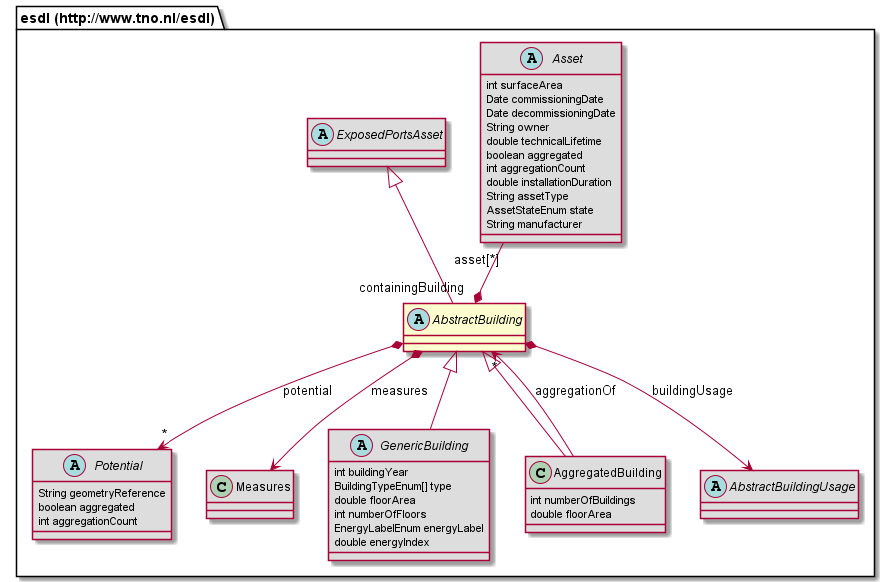 esdl (http://www.tno.nl/esdl)
A Asset
int surfaceArea
Date commissioningDate
Date decommissioningDate
String owner
double technicalLifetime
boolean aggregated
int aggregationCount
double installationDuration
String assetType
AssetStateEnum state
String manufacturer
A ExposedPortsAsset
asset[*]
containingBuilding
A AbstractBuilding
potential
measures
*
aggregationOf
buildingUsage
*
A Potential
String geometryReference
boolean aggregated
int aggregationCount
C Measures
A GenericBuilding
int buildingYear
BuildingTypeEnum[] type
double floorArea
int numberOfFloors
EnergyLabelEnum energyLabel
double energyIndex
C AggregatedBuilding
int numberOfBuildings
double floorArea
A AbstractBuildingUsage